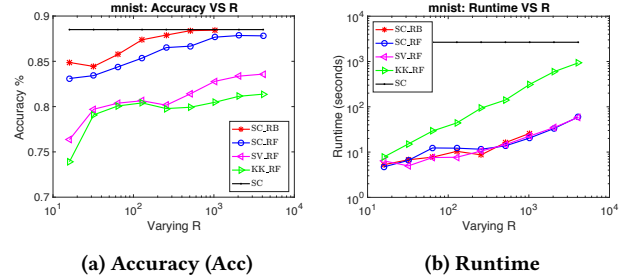 mnist: Accuracy VS R
0.9
0.85
0.8
0.75
0.7
Accuracy %
SC_RB
SC_RF
SV_RF
KK_RF
SC
10^1 10^2 10^3 10^4
Varying R
(a) Accuracy (Acc)
mnist: Runtime VS R
10^4
10^3
10^2
10^1
10^0
Runtime (seconds)
SC_RB
SC_RF
SV_RF
KK_RF
SC
10^1 10^2 10^3 10^4
Varying R
(b) Runtime